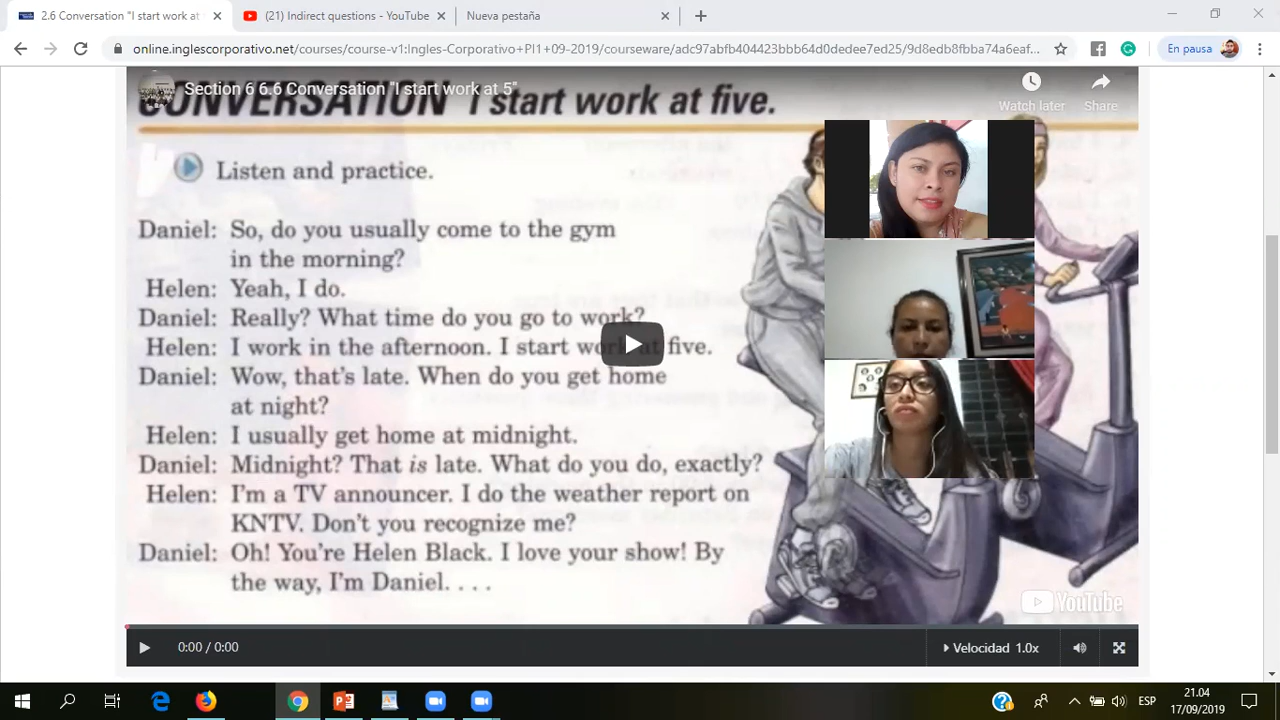 2.6 Conversation "I start work at
(21) Indirect questions - YouTube
Nueva pestaña
online.inglescorporativo.net/courses/course-v1:Ingles-Corporativo+PI1+09-2019/courseware/adc97abfb404423bbb6400dedee7ed25/9d8edb8fbba74a6eaf...
En pausa
Section 6 6.6 Conversation "I start work at 5"
Watch later
Share
CONVERSATION I start work at five.
Listen and practice.
Daniel: So, do you usually come to the gym
in the morning?
Helen: Yeah, I do.
Daniel: Really? What time do you go to work?
Helen: I work in the afternoon. I start work at five.
Daniel: Wow, that's late. When do you get home
at night?
Helen: I usually get home at midnight.
Daniel: Midnight? That is late. What do you do, exactly?
Helen: I'm a TV announcer. I do the weather report on
KNTV. Don't you recognize me?
Daniel: Oh! You're Helen Black. I love your show! By
the way, I'm Daniel. . . .
YouTube
0:00 / 0:00
Velocidad 1.0x
ESP
21.04
17/09/2019